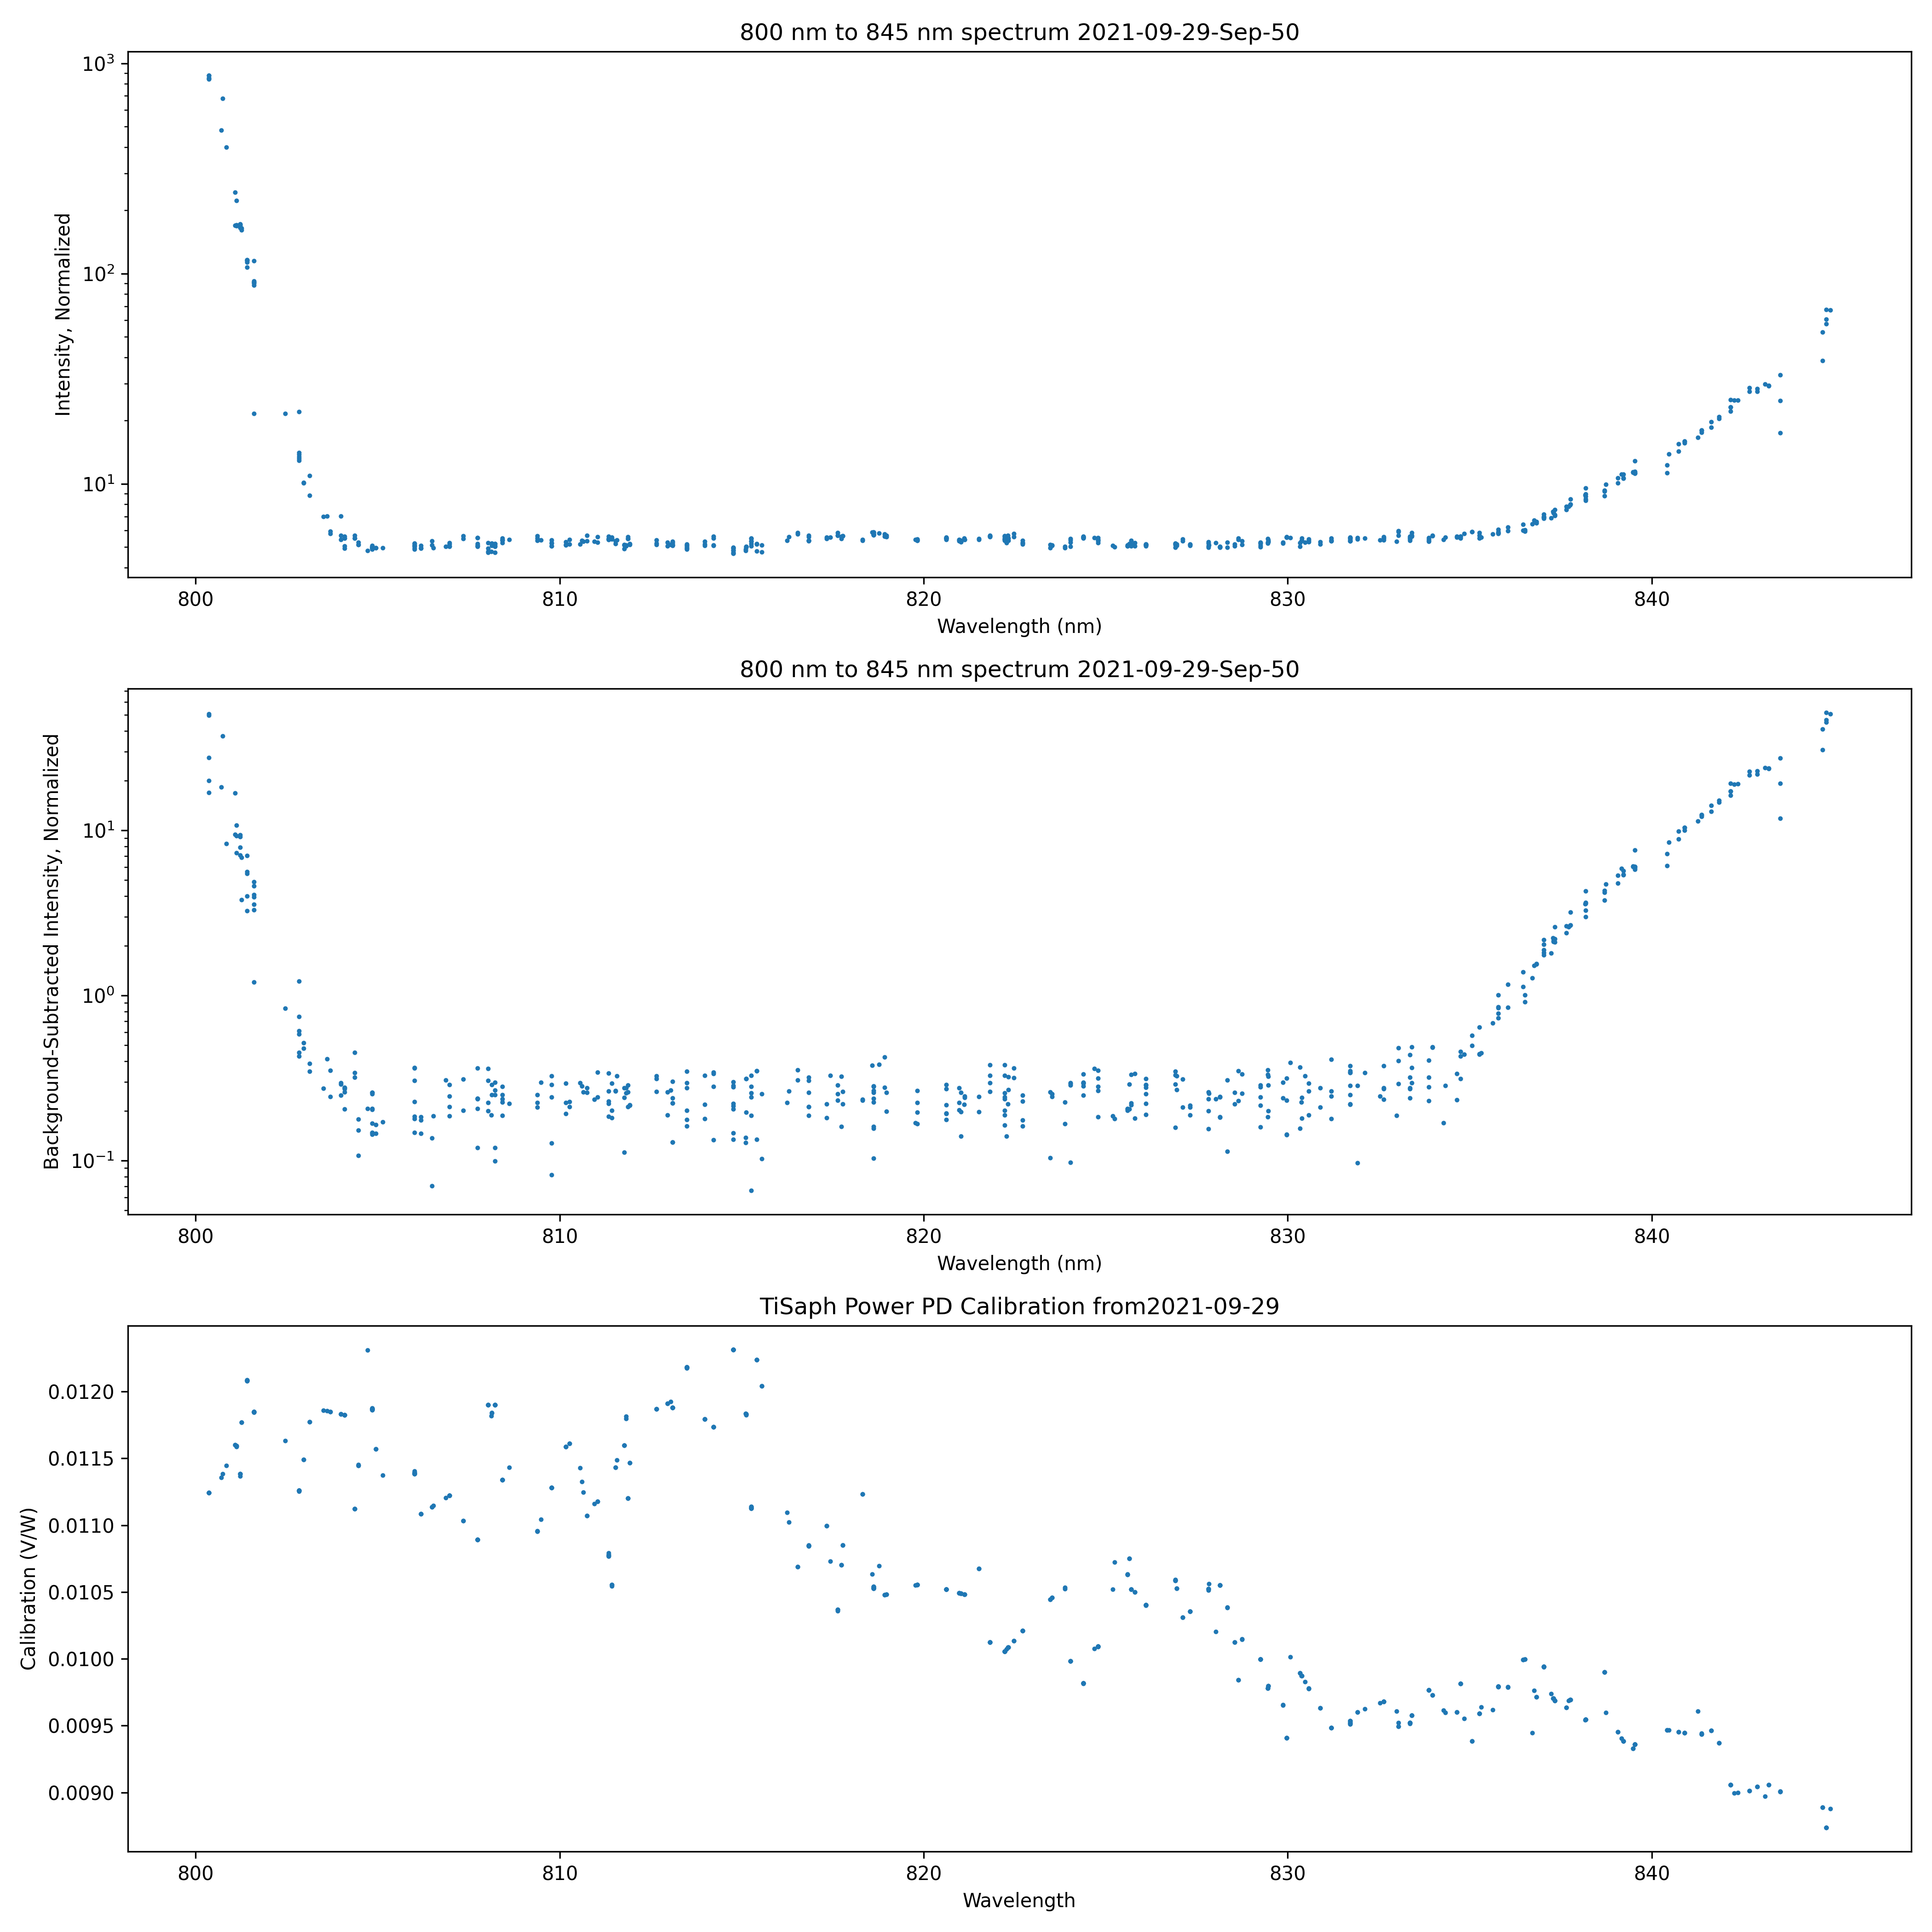 800 nm to 845 nm spectrum 2021-09-29-Sep-50
Intensity, Normalized
10³
10²
10¹
800 810 820 830 840
Wavelength (nm)
800 nm to 845 nm spectrum 2021-09-29-Sep-50
Background-Subtracted Intensity, Normalized
10¹
10⁰
10⁻¹
800 810 820 830 840
Wavelength (nm)
TiSaph Power PD Calibration from2021-09-29
Calibration (V/W)
0.0120
0.0115
0.0110
0.0105
0.0100
0.0095
0.0090
800 810 820 830 840
Wavelength